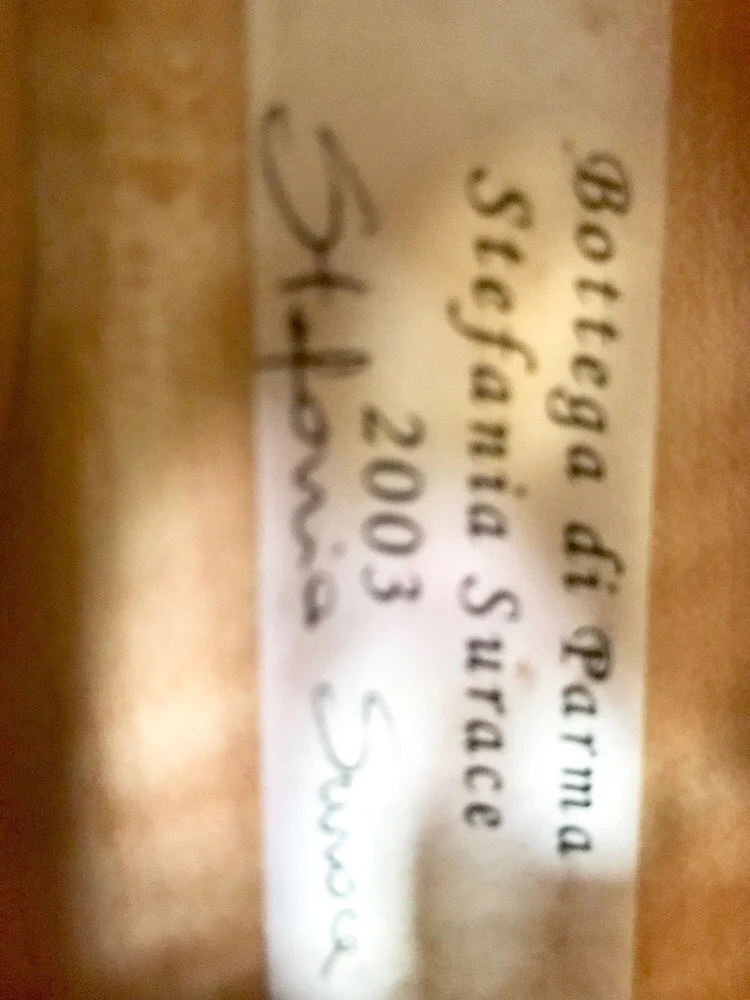 Bottega di Parma
Stefania Surace
2003
Stefania Surace